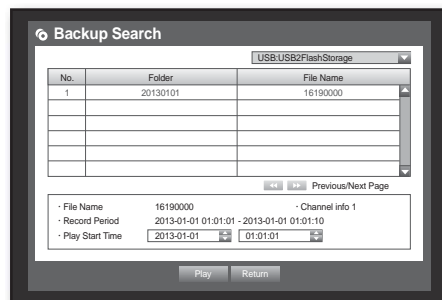 Backup Search
USB:USB2FlashStorage
No. Folder File Name
1 20130101 16190000
Previous/Next Page
· File Name 16190000 · Channel info 1
· Record Period 2013-01-01 01:01:01 - 2013-01-01 01:01:10
· Play Start Time 2013-01-01 01:01:01
Play Return